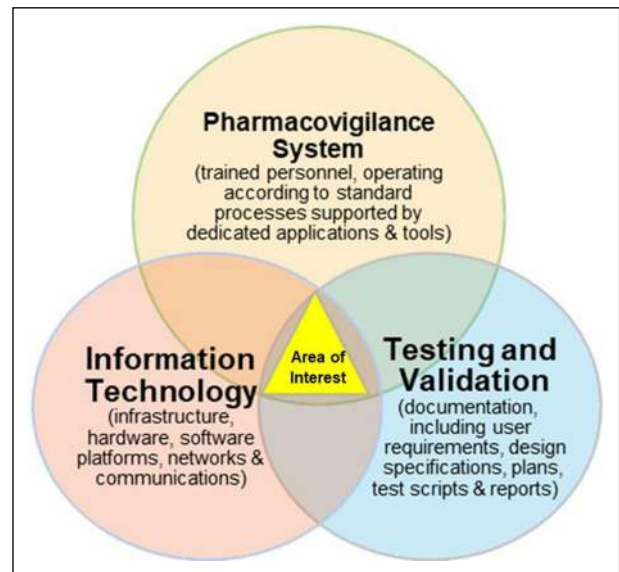 Pharmacovigilance
System
(trained personnel, operating
according to standard
processes supported by
dedicated applications & tools)
Information
Technology
(infrastructure,
hardware, software
platforms, networks &
communications)
Area of
Interest
Testing and
Validation
(documentation,
including user
requirements, design
specifications, plans,
test scripts & reports)